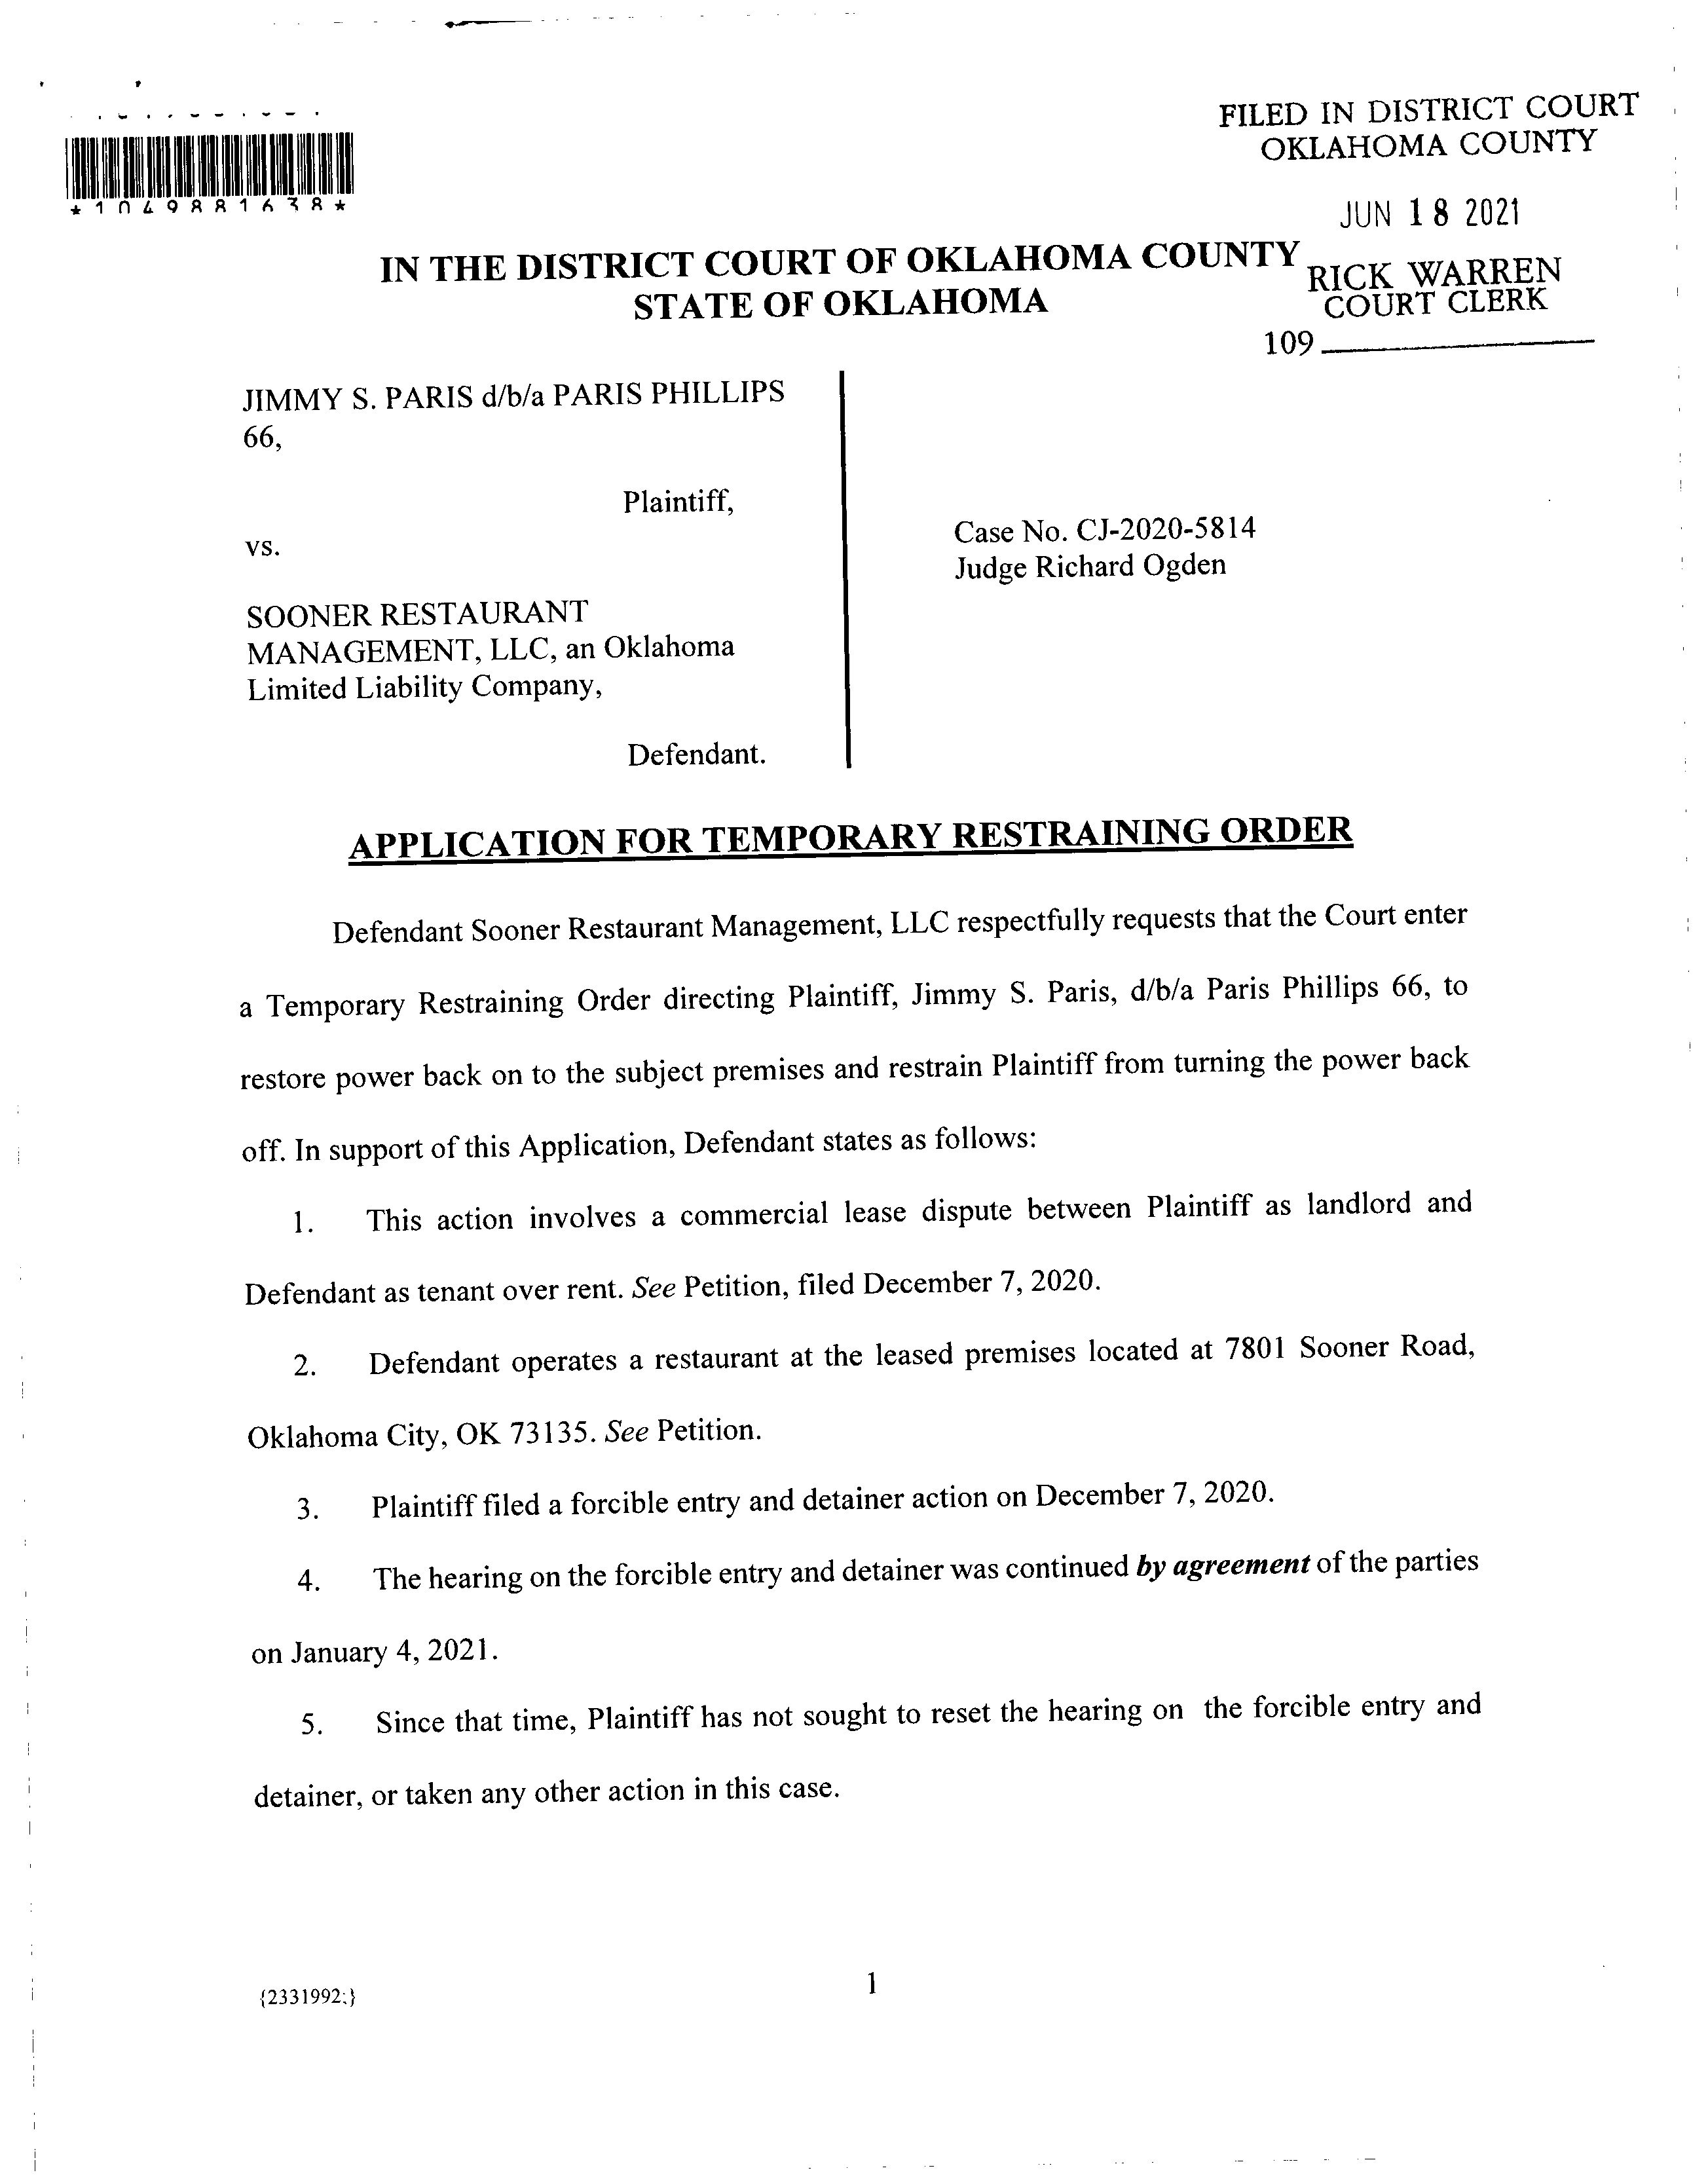 FILED IN DISTRICT COURT
OKLAHOMA COUNTY
*1049881638*
JUN 18 2021
IN THE DISTRICT COURT OF OKLAHOMA COUNTY
STATE OF OKLAHOMA
RICK WARREN
COURT CLERK
109
JIMMY S. PARIS d/b/a PARIS PHILLIPS
66,
Plaintiff,
vs.
Case No. CJ-2020-5814
Judge Richard Ogden
SOONER RESTAURANT
MANAGEMENT, LLC, an Oklahoma
Limited Liability Company,
Defendant.
APPLICATION FOR TEMPORARY RESTRAINING ORDER
Defendant Sooner Restaurant Management, LLC respectfully requests that the Court enter
a Temporary Restraining Order directing Plaintiff, Jimmy S. Paris, d/b/a Paris Phillips 66, to
restore power back on to the subject premises and restrain Plaintiff from turning the power back
off. In support of this Application, Defendant states as follows:
1. This action involves a commercial lease dispute between Plaintiff as landlord and
Defendant as tenant over rent. See Petition, filed December 7, 2020.
2. Defendant operates a restaurant at the leased premises located at 7801 Sooner Road,
Oklahoma City, OK 73135. See Petition.
3. Plaintiff filed a forcible entry and detainer action on December 7, 2020.
4. The hearing on the forcible entry and detainer was continued by agreement of the parties
on January 4, 2021.
5. Since that time, Plaintiff has not sought to reset the hearing on the forcible entry and
detainer, or taken any other action in this case.
1
{2331992;}